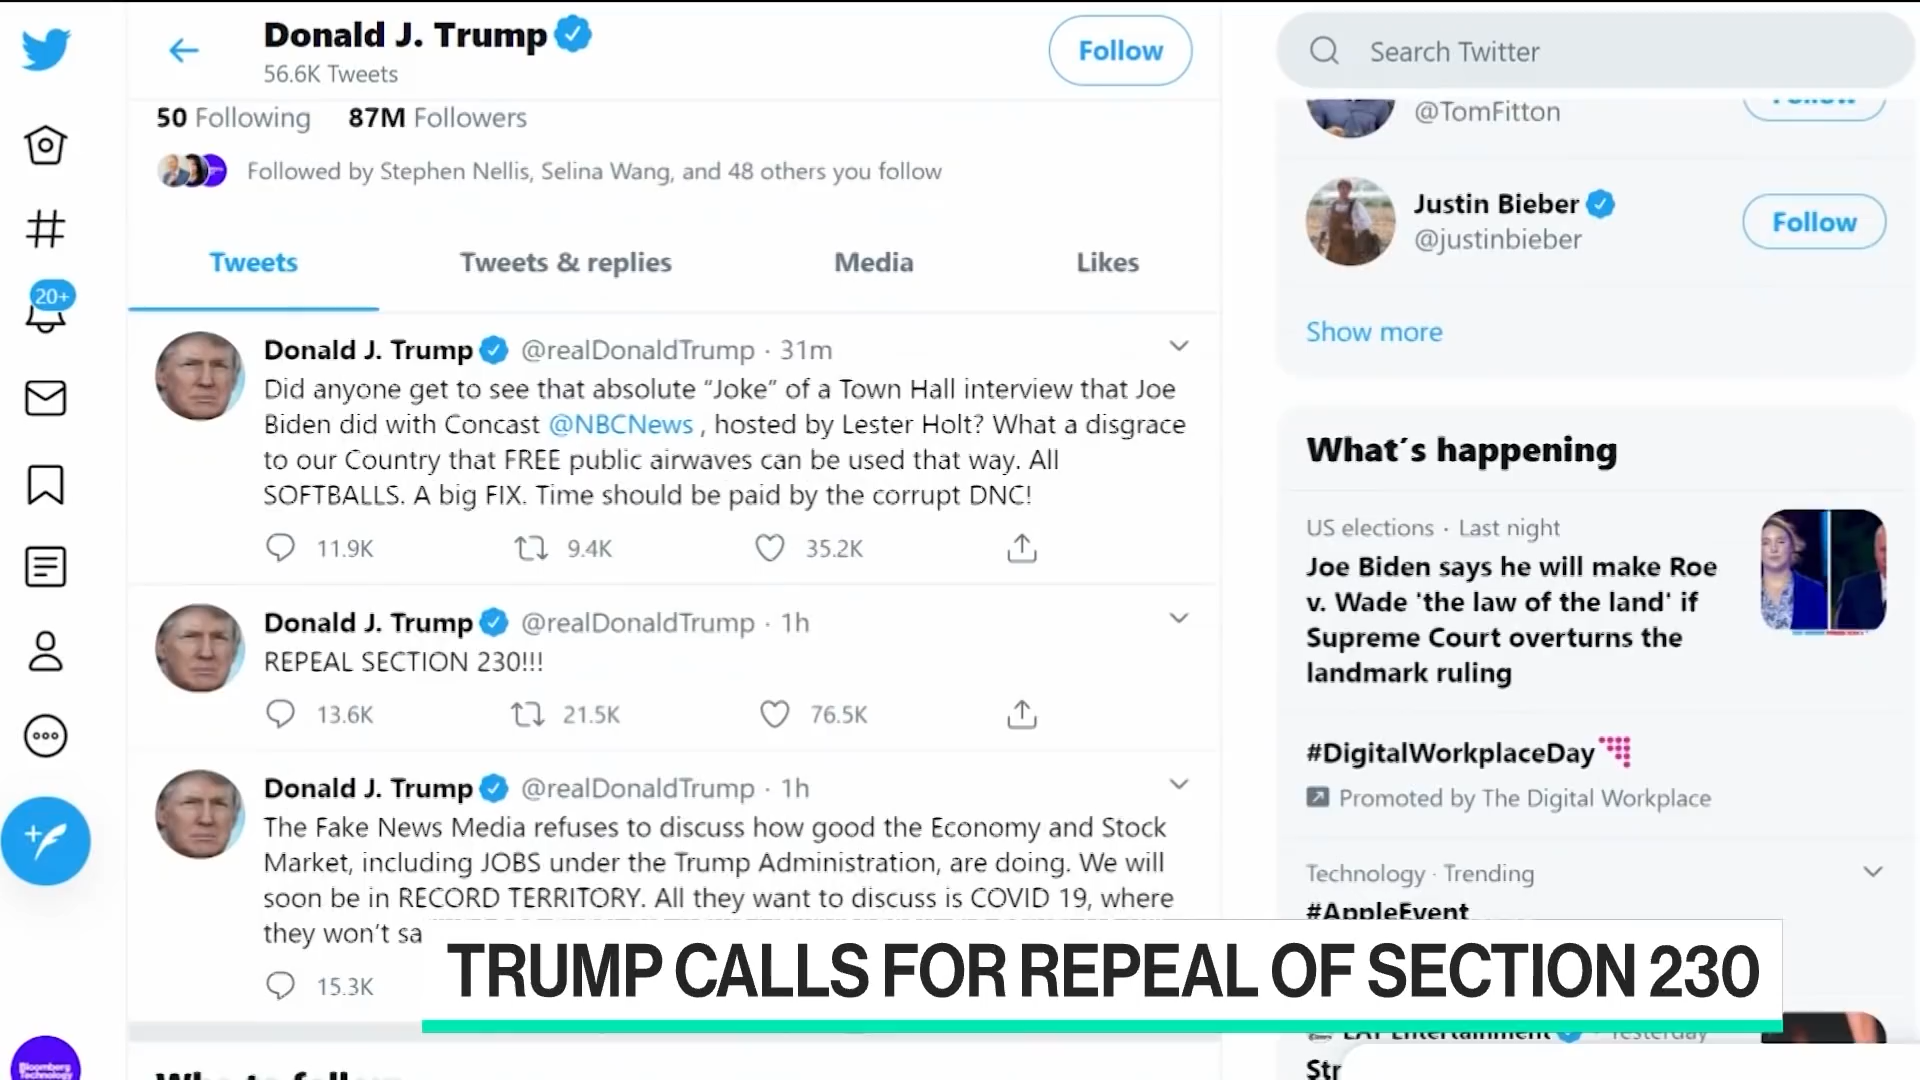 Donald J. Trump
56.6K Tweets
Follow
Search Twitter
50 Following 87M Followers
Followed by Stephen Nellis, Selina Wang, and 48 others you follow
Tweets Tweets & replies Media Likes
20+
Donald J. Trump @realDonaldTrump · 31m
Did anyone get to see that absolute “Joke” of a Town Hall interview that Joe
Biden did with Concast @NBCNews , hosted by Lester Holt? What a disgrace
to our Country that FREE public airwaves can be used that way. All
SOFTBALLS. A big FIX. Time should be paid by the corrupt DNC!
11.9K 9.4K 35.2K
Donald J. Trump @realDonaldTrump · 1h
REPEAL SECTION 230!!!
13.6K 21.5K 76.5K
Donald J. Trump @realDonaldTrump · 1h
The Fake News Media refuses to discuss how good the Economy and Stock
Market, including JOBS under the Trump Administration, are doing. We will
soon be in RECORD TERRITORY. All they want to discuss is COVID 19, where
they won’t sa
15.3K
@TomFitton
Follow
Justin Bieber
@justinbieber
Follow
Show more
What´s happening
US elections · Last night
Joe Biden says he will make Roe
v. Wade 'the law of the land' if
Supreme Court overturns the
landmark ruling
#DigitalWorkplaceDay
Promoted by The Digital Workplace
Technology · Trending
#AppleEvent
TRUMP CALLS FOR REPEAL OF SECTION 230
Entertainment · Yesterday
Str
Who to follow
Bloomberg
Technology